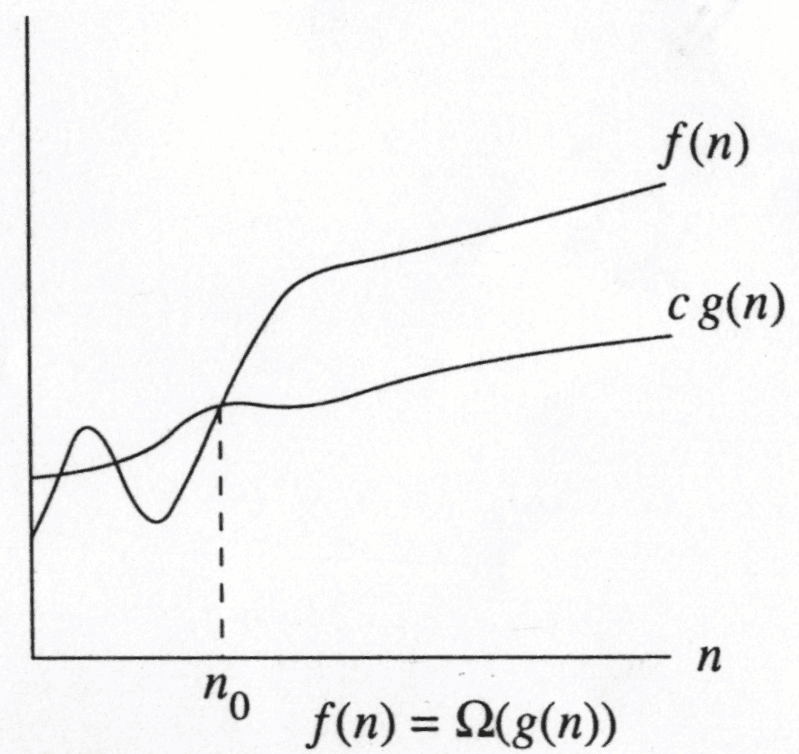 f(n)
c g(n)
n
n₀
f(n) = Ω(g(n))